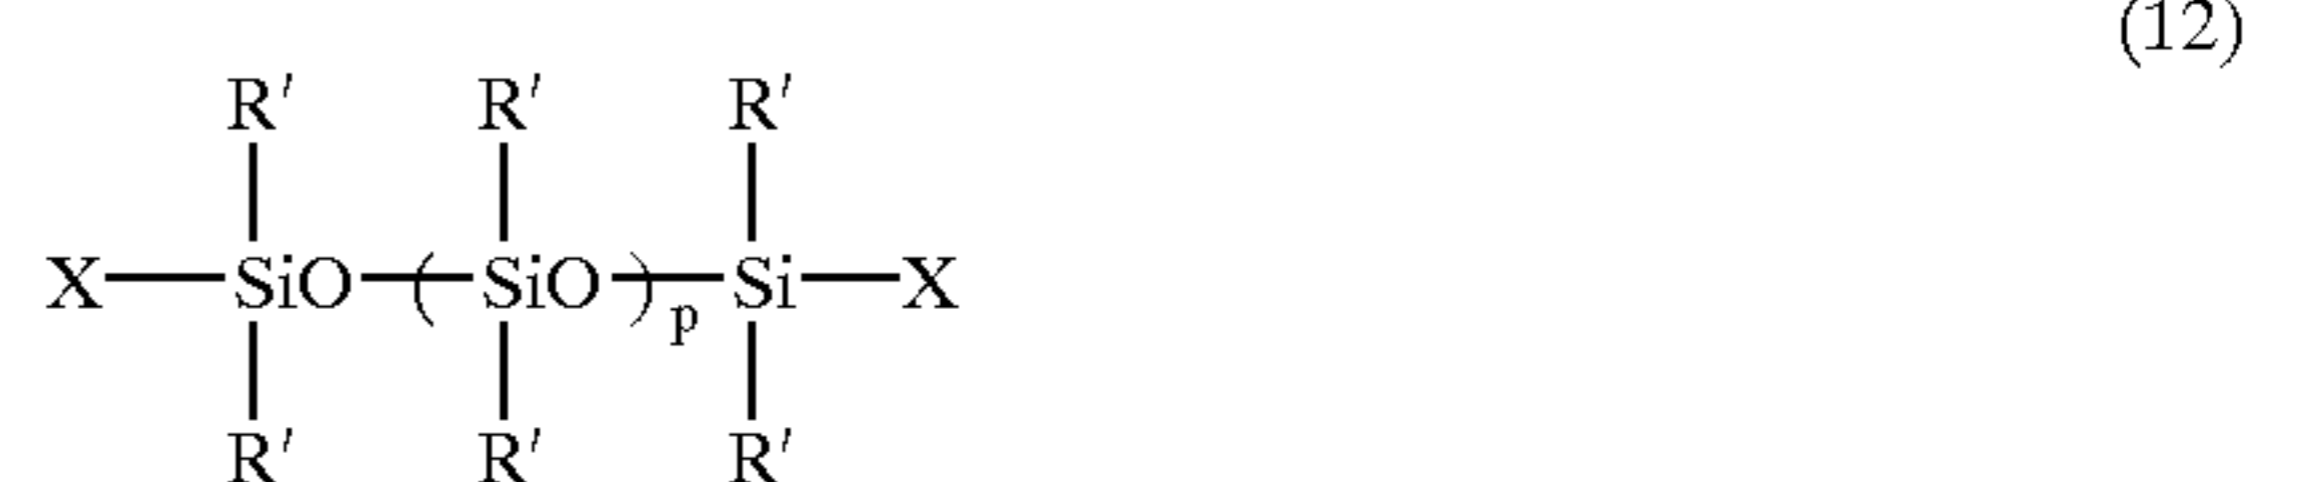 (12)
R′ R′ R′
X—SiO—(—SiO—)p—Si—X
R′ R′ R′